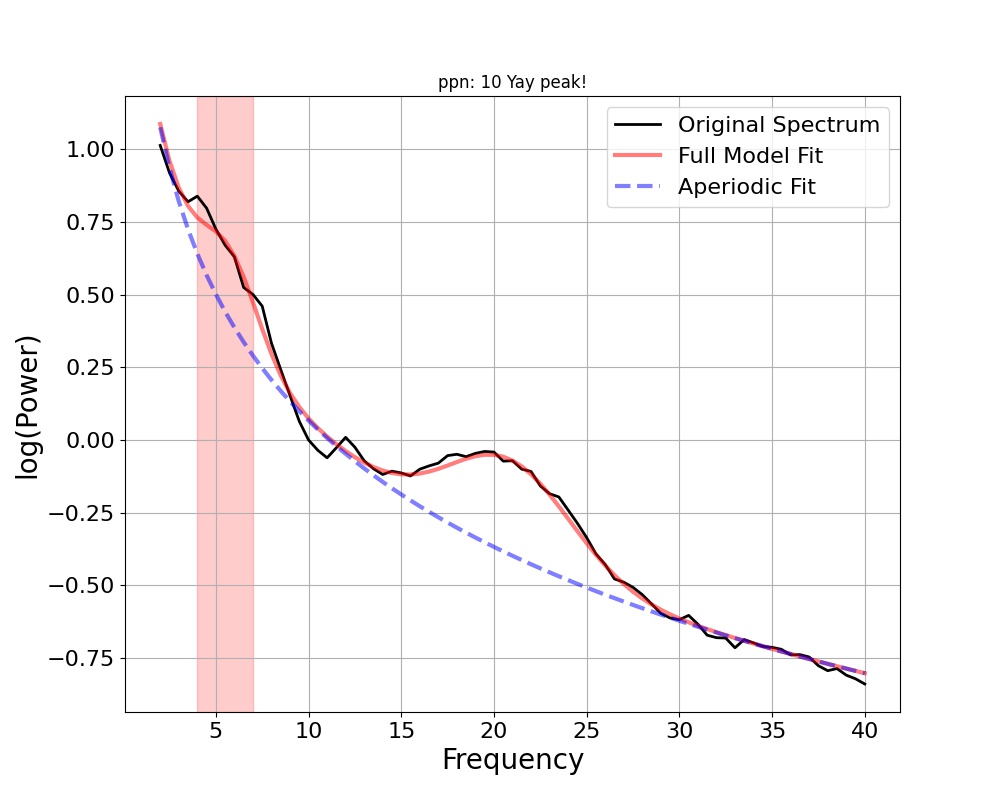 ppn: 10 Yay peak!
Original Spectrum
Full Model Fit
Aperiodic Fit
log(Power)
1.00
0.75
0.50
0.25
0.00
−0.25
−0.50
−0.75
5 10 15 20 25 30 35 40
Frequency